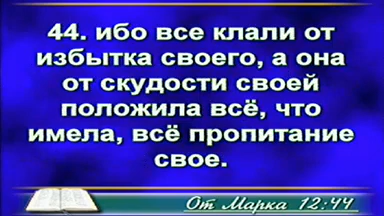 44. ибо все клали от
избытка своего, а она
от скудости своей
положила всё, что
имела, всё пропитание
свое.
От Марка 12:44